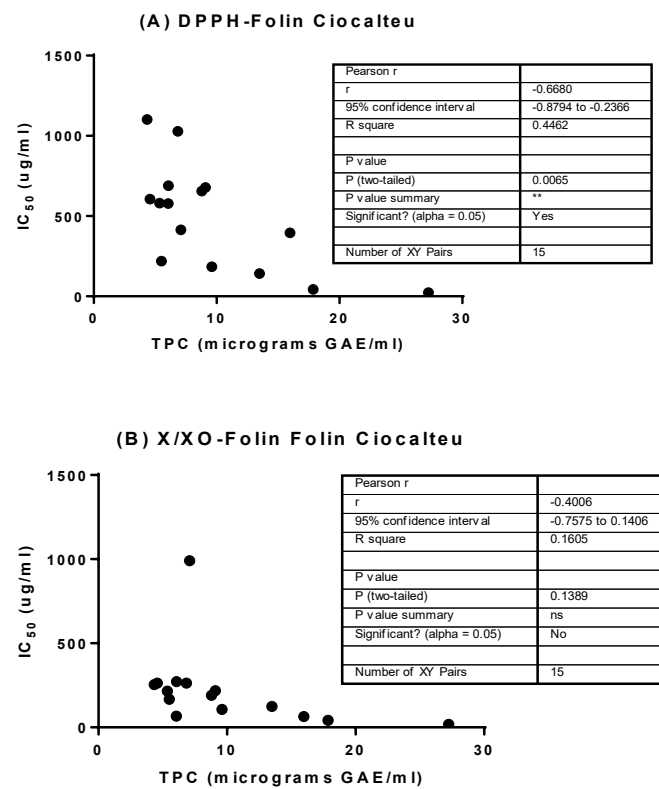 (A) DPPH-Folin Ciocalteu
1500
1000
500
0
IC50 (ug/ml)
0 10 20 30
TPC (micrograms GAE/ml)
Pearson r
r -0.6680
95% confidence interval -0.8794 to -0.2366
R square 0.4462
P value
P (two-tailed) 0.0065
P value summary **
Significant? (alpha = 0.05) Yes
Number of XY Pairs 15
(B) X/XO-Folin Folin Ciocalteu
1500
1000
500
0
IC50 (ug/ml)
0 10 20 30
TPC (micrograms GAE/ml)
Pearson r
r -0.4006
95% confidence interval -0.7575 to 0.1406
R square 0.1605
P value
P (two-tailed) 0.1389
P value summary ns
Significant? (alpha = 0.05) No
Number of XY Pairs 15